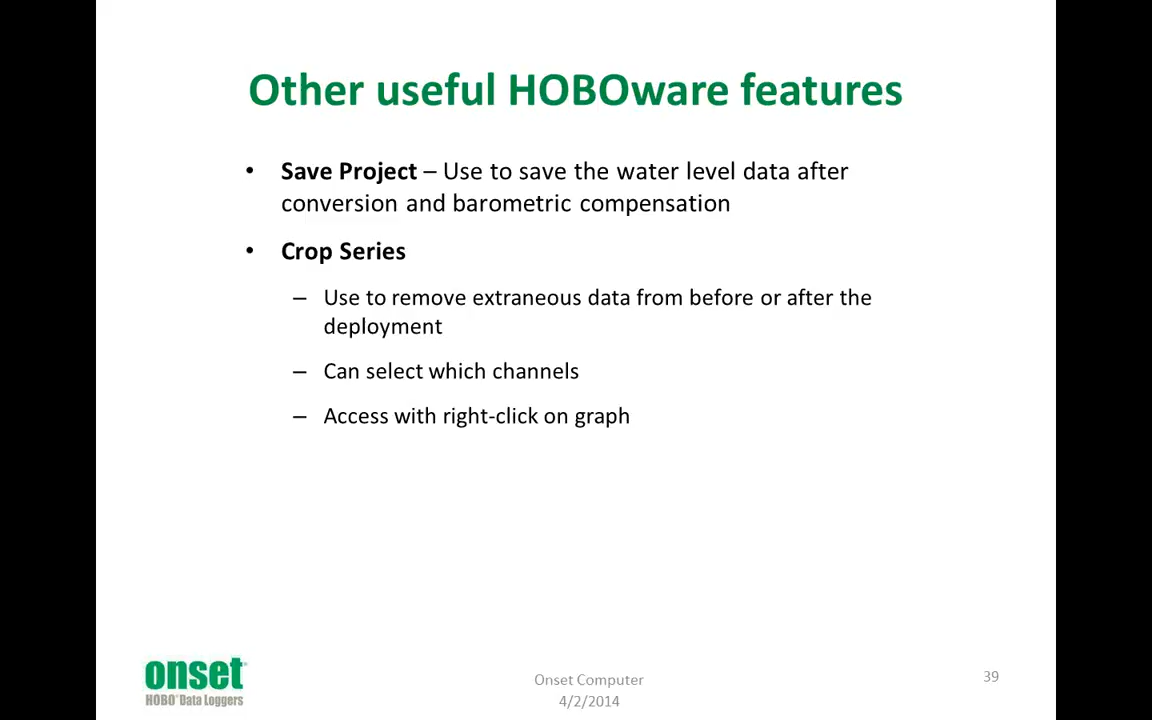 Other useful HOBOware features
• Save Project – Use to save the water level data after
conversion and barometric compensation
• Crop Series
– Use to remove extraneous data from before or after the
deployment
– Can select which channels
– Access with right-click on graph
onset®
HOBO® Data Loggers
Onset Computer
4/2/2014
39